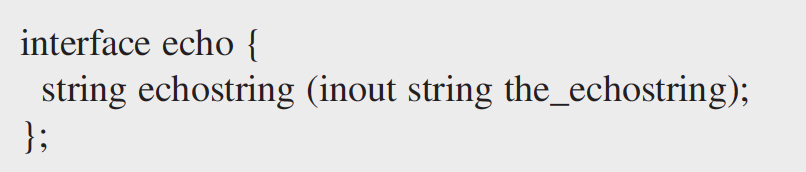 interface echo {
string echostring (inout string the_echostring);
};